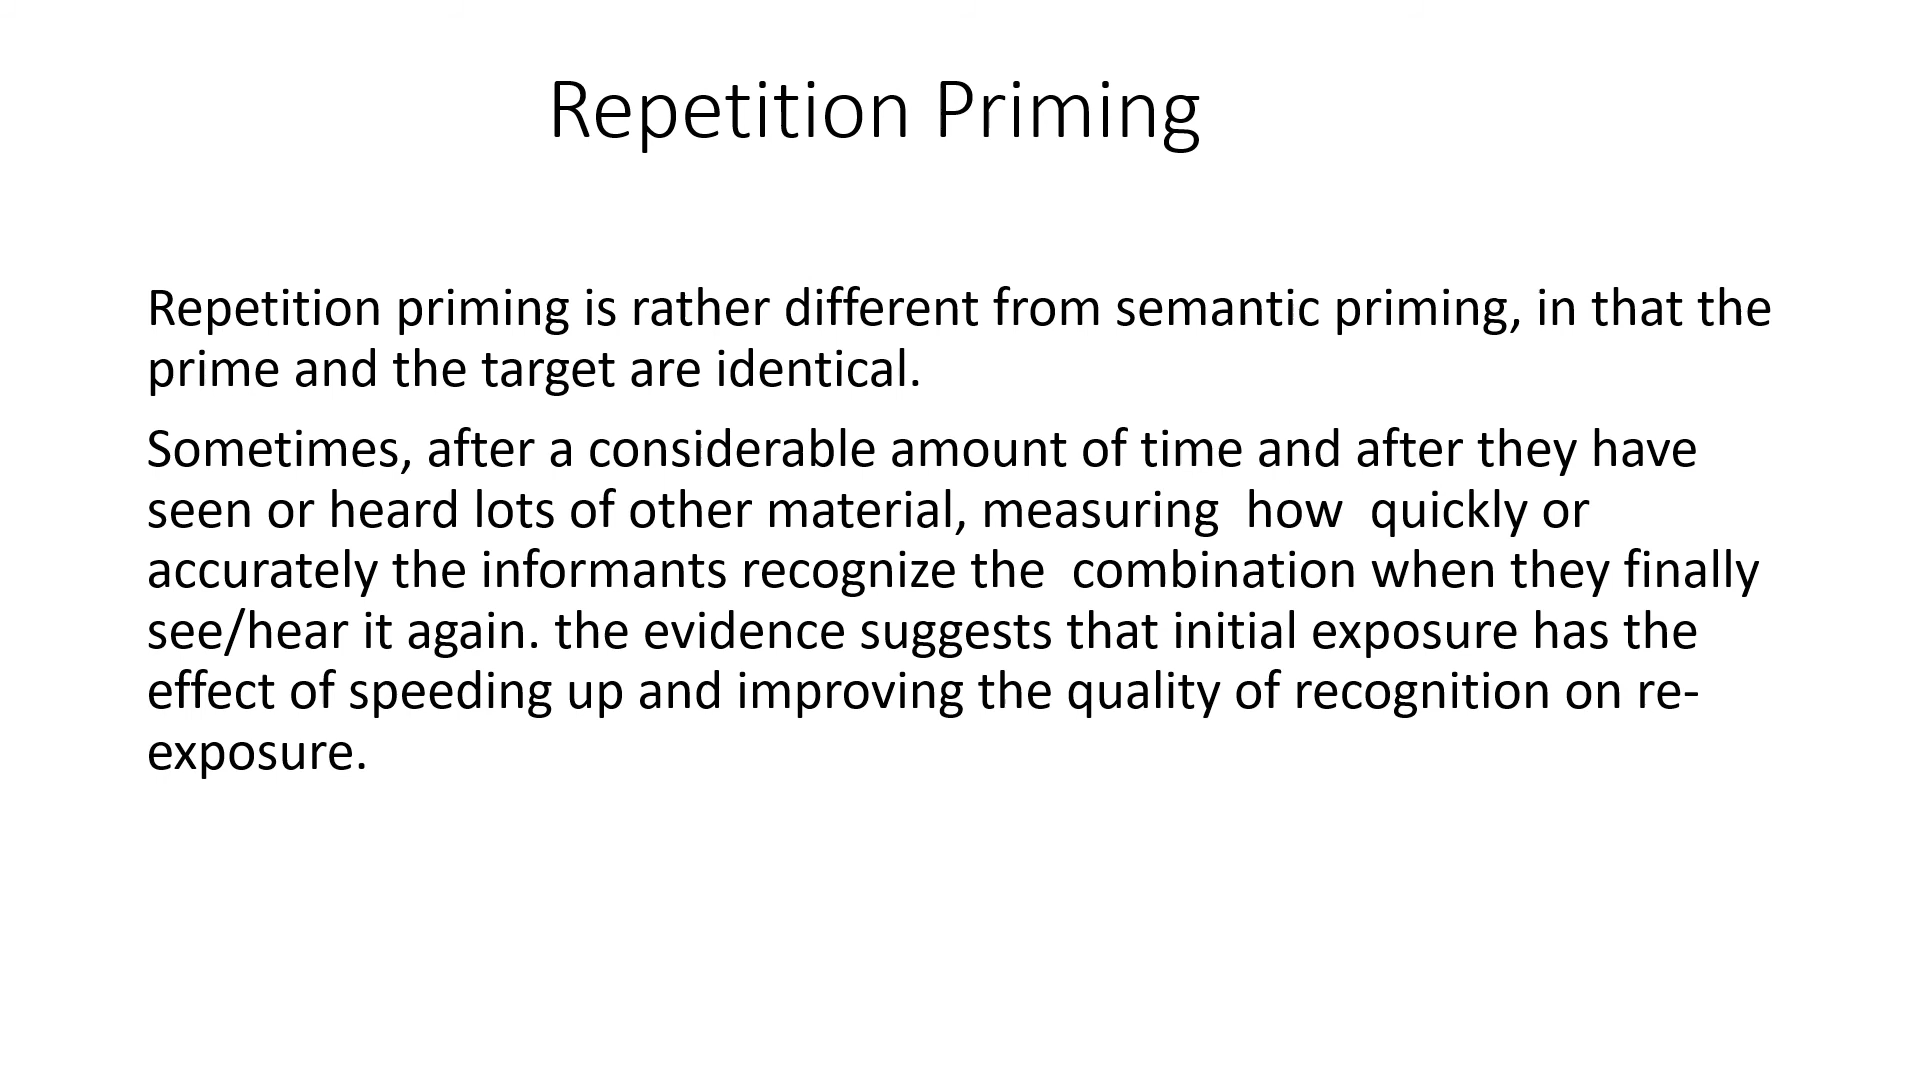 Repetition Priming
Repetition priming is rather different from semantic priming, in that the
prime and the target are identical.
Sometimes, after a considerable amount of time and after they have
seen or heard lots of other material, measuring  how  quickly or
accurately the informants recognize the  combination when they finally
see/hear it again. the evidence suggests that initial exposure has the
effect of speeding up and improving the quality of recognition on re-
exposure.